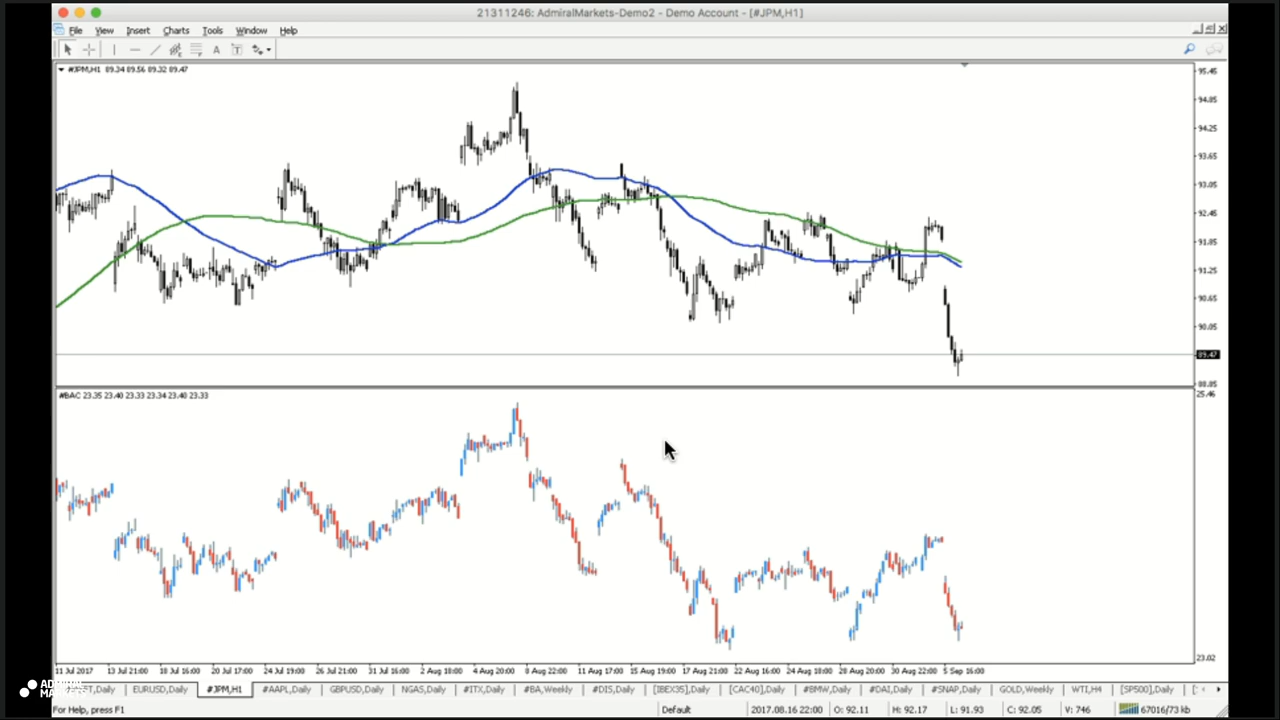 21311246: AdmiralMarkets-Demo2 - Demo Account - [#JPM,H1]
File View Insert Charts Tools Window Help
A T
#JPM,H1 89.34 89.56 89.32 89.47
95.45
94.85
94.25
93.65
93.05
92.45
91.85
91.25
90.65
90.05
89.47
88.85
#BAC 23.35 23.40 23.33 23.34 23.40 23.33
25.46
23.02
11 Jul 2017 13 Jul 21:00 18 Jul 16:00 20 Jul 17:00 24 Jul 19:00 26 Jul 21:00 31 Jul 16:00 2 Aug 18:00 4 Aug 20:00 8 Aug 22:00 11 Aug 17:00 15 Aug 19:00 17 Aug 21:00 22 Aug 16:00 24 Aug 18:00 28 Aug 20:00 30 Aug 22:00 5 Sep 16:00
,Daily EURUSD,Daily #JPM,H1 #AAPL,Daily GBPUSD,Daily NGAS,Daily #ITX,Daily #BA,Weekly #DIS,Daily [IBEX35],Daily [CAC40],Daily #BMW,Daily #DAI,Daily #SNAP,Daily GOLD,Weekly WTI,H4 [SP500],Daily
For Help, press F1 Default 2017.08.16 22:00 O: 92.11 H: 92.17 L: 91.93 C: 92.05 V: 746 67016/73 kb